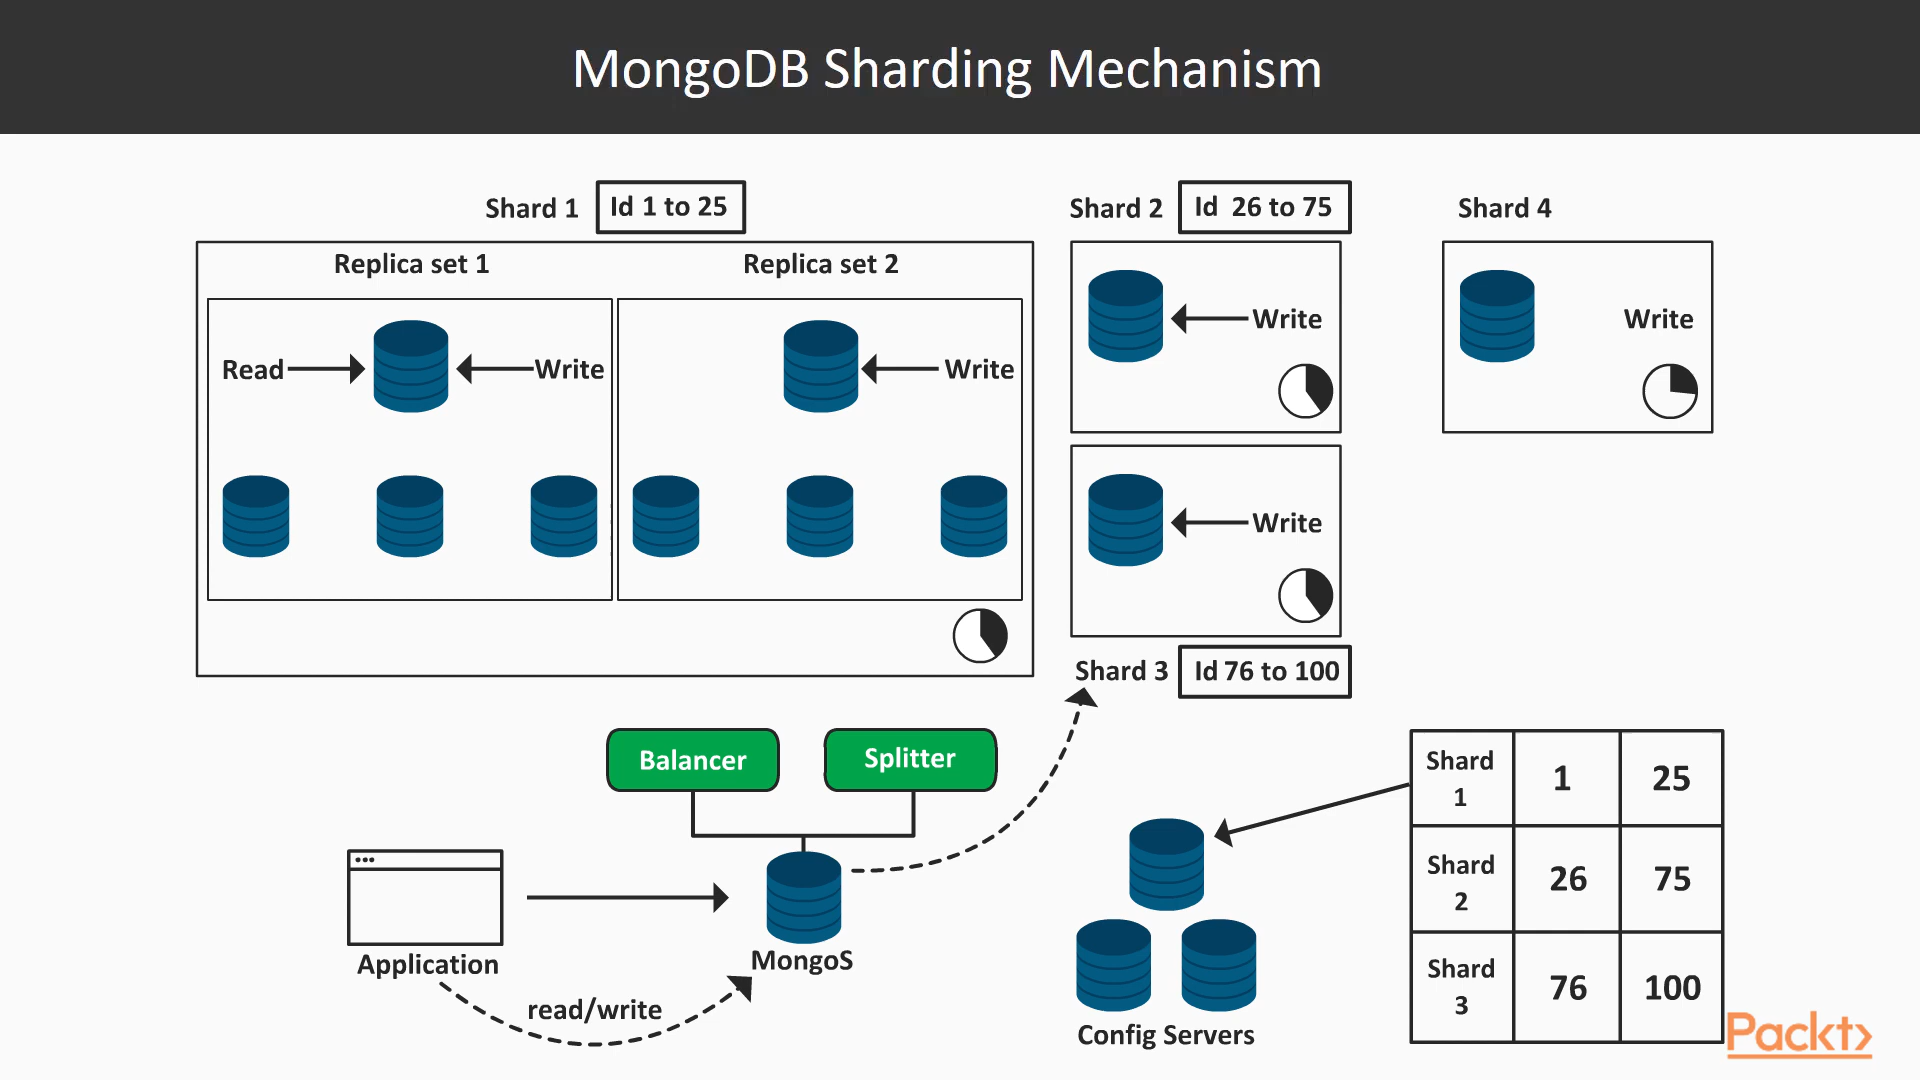 MongoDB Sharding Mechanism
Shard 1
Id 1 to 25
Shard 2
Id 26 to 75
Shard 4
Replica set 1
Replica set 2
Read
Write
Write
Write
Write
Write
Shard 3
Id 76 to 100
Balancer
Splitter
Application
MongoS
read/write
Config Servers
Shard
1
1
25
Shard
2
26
75
Shard
3
76
100
Packt